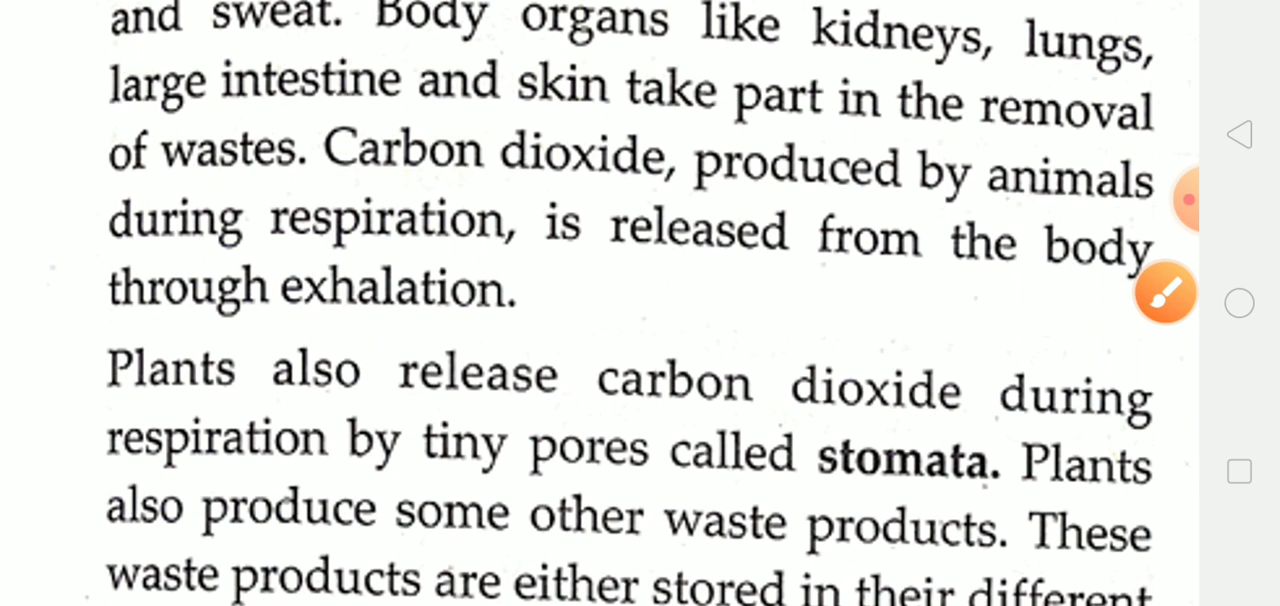 and sweat. Body organs like kidneys, lungs,
large intestine and skin take part in the removal
of wastes. Carbon dioxide, produced by animals
during respiration, is released from the body
through exhalation.
Plants also release carbon dioxide during
respiration by tiny pores called stomata. Plants
also produce some other waste products. These
waste products are either stored in their different